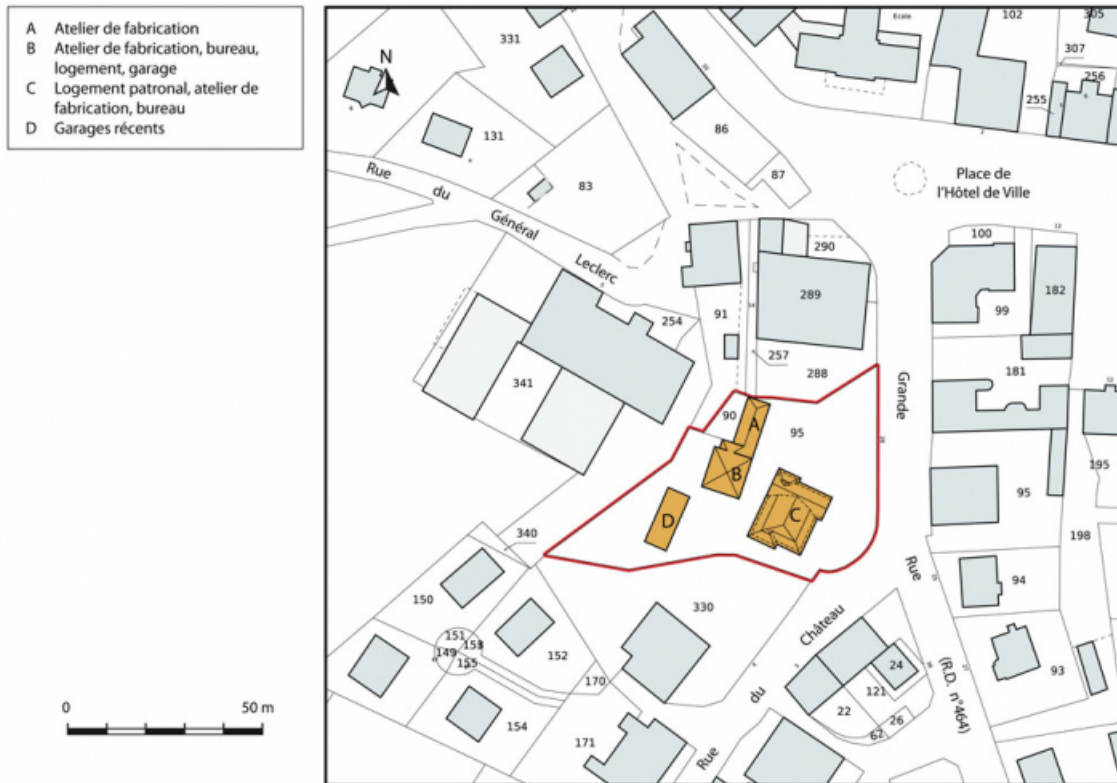 A Atelier de fabrication
B Atelier de fabrication, bureau,
logement, garage
C Logement patronal, atelier de
fabrication, bureau
D Garages récents
N
331
131
83
86
87
Ecole
102
305
307
256
255
Place de
l'Hôtel de Ville
Rue du Général Leclerc
254
341
91
14
257
290
289
288
100
99
182
181
195
Grande Rue
(R.D. n°464)
90
95
A
B
C
D
95
198
94
93
340
150
151
153
149
155
152
170
154
171
330
Rue du Château
24
121
22
26
62
0 50 m